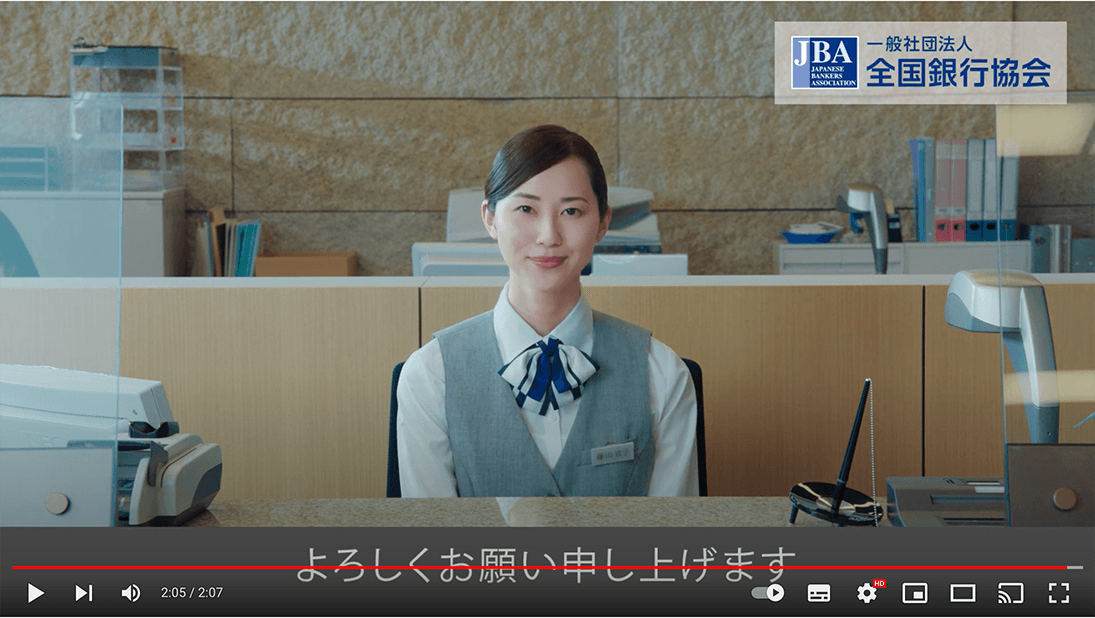 JBA
JAPANESE
BANKERS
ASSOCIATION
一般社団法人
全国銀行協会
よろしくお願い申し上げます
2:05 / 2:07
HD